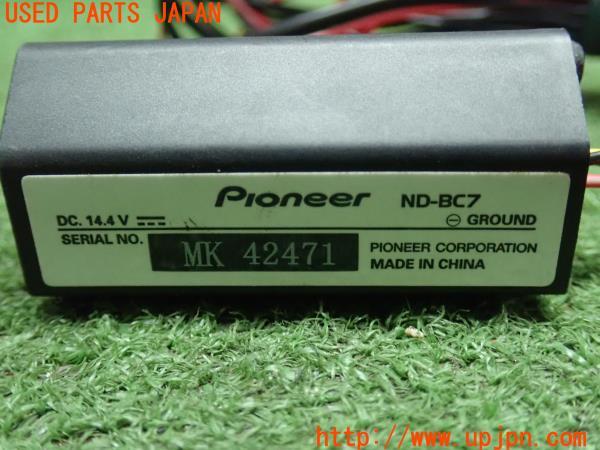 USED PARTS JAPAN
Pioneer ND-BC7
DC. 14.4 V ⎓ ⊖ GROUND
SERIAL NO. MK 42471 PIONEER CORPORATION
MADE IN CHINA
http://www.upjpn.com/